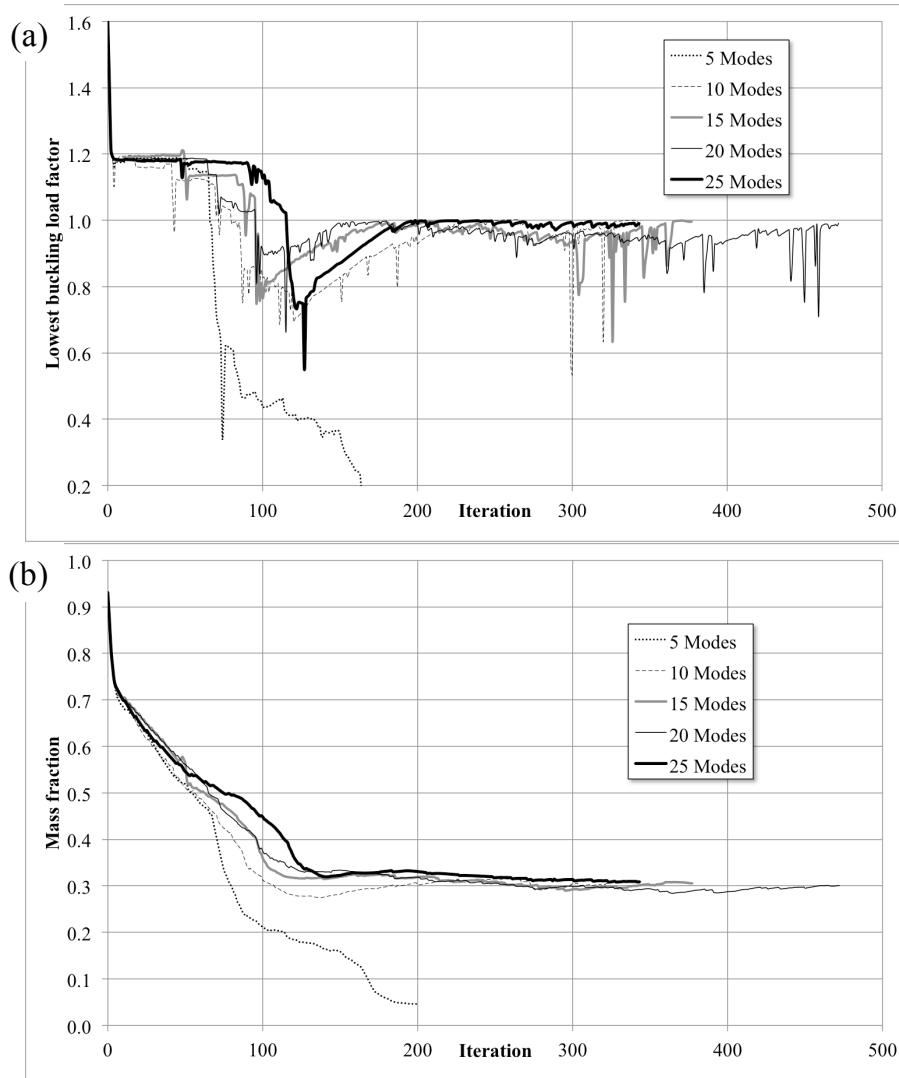 (a)
Lowest buckling load factor
1.6
1.4
1.2
1.0
0.8
0.6
0.4
0.2
5 Modes
10 Modes
15 Modes
20 Modes
25 Modes
0
100
200
300
400
500
Iteration
(b)
Mass fraction
1.0
0.9
0.8
0.7
0.6
0.5
0.4
0.3
0.2
0.1
0.0
5 Modes
10 Modes
15 Modes
20 Modes
25 Modes
0
100
200
300
400
500
Iteration